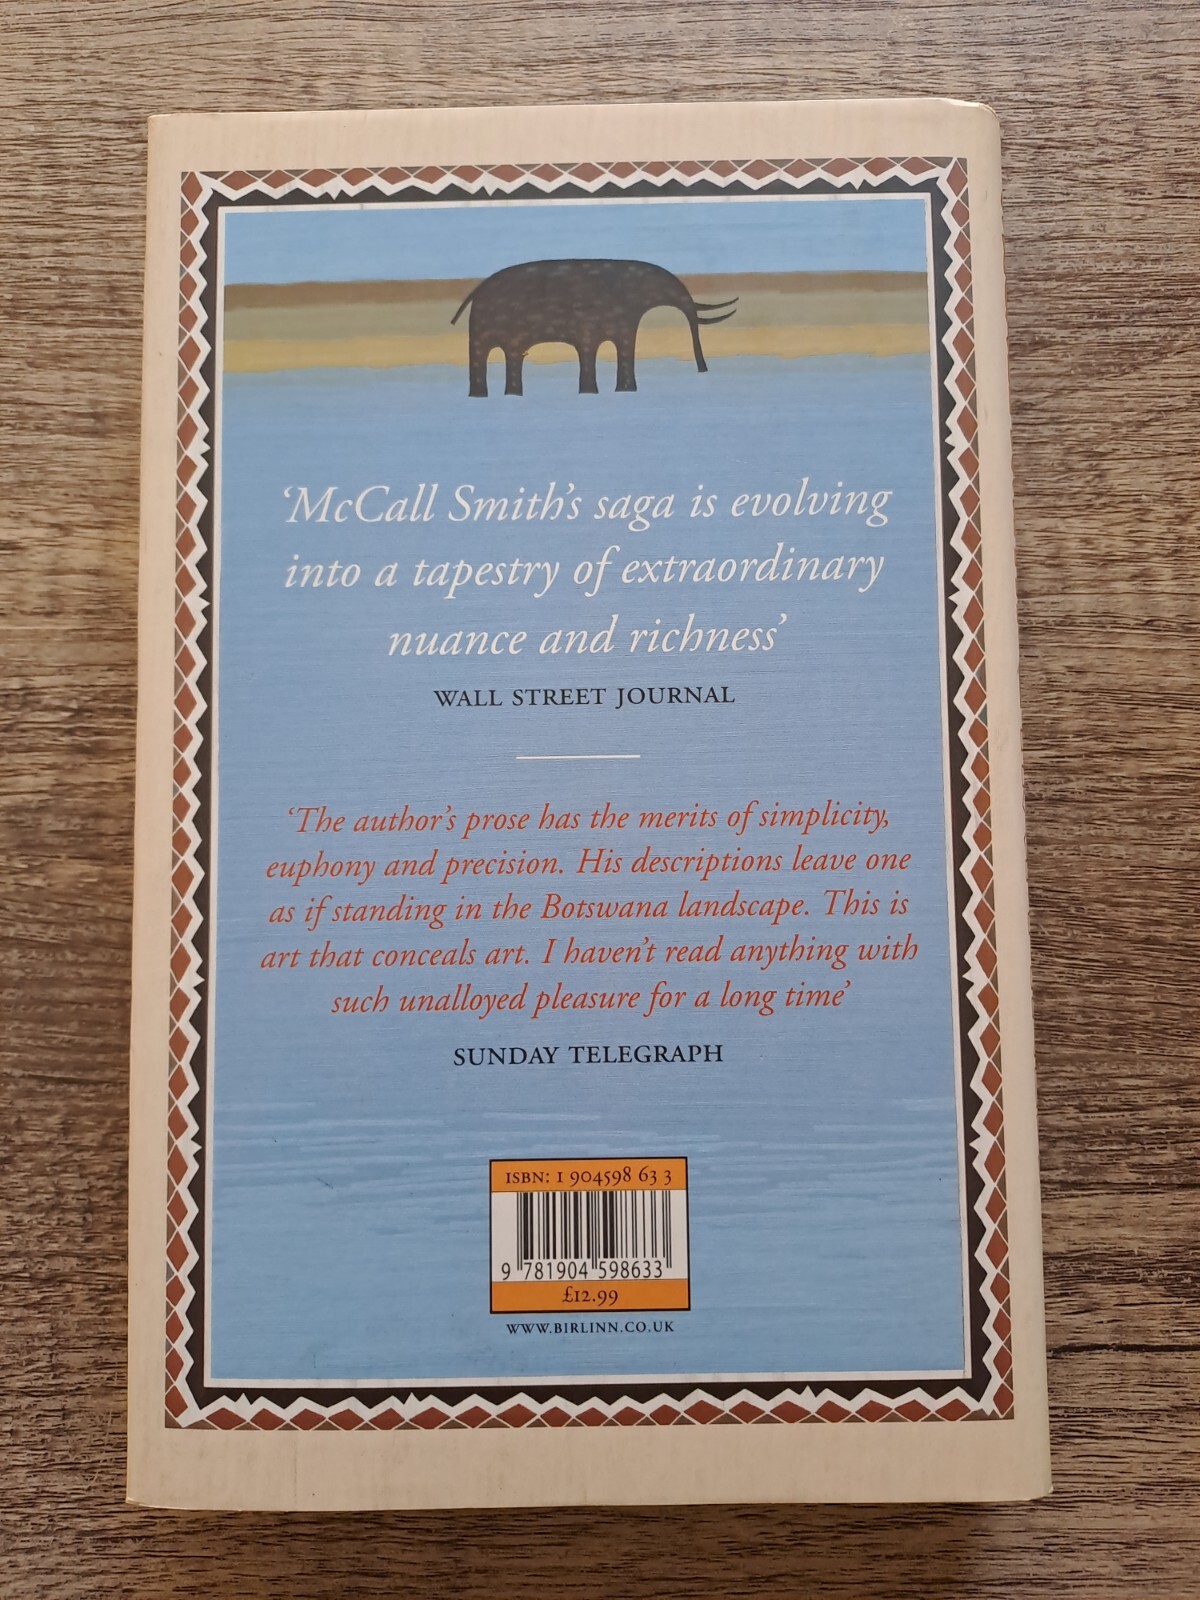 ‘McCall Smith’s saga is evolving
into a tapestry of extraordinary
nuance and richness’
WALL STREET JOURNAL
‘The author’s prose has the merits of simplicity,
euphony and precision. His descriptions leave one
as if standing in the Botswana landscape. This is
art that conceals art. I haven’t read anything with
such unalloyed pleasure for a long time’
SUNDAY TELEGRAPH
ISBN: 1 904598 63 3
9 781904 598633
£12.99
WWW.BIRLINN.CO.UK